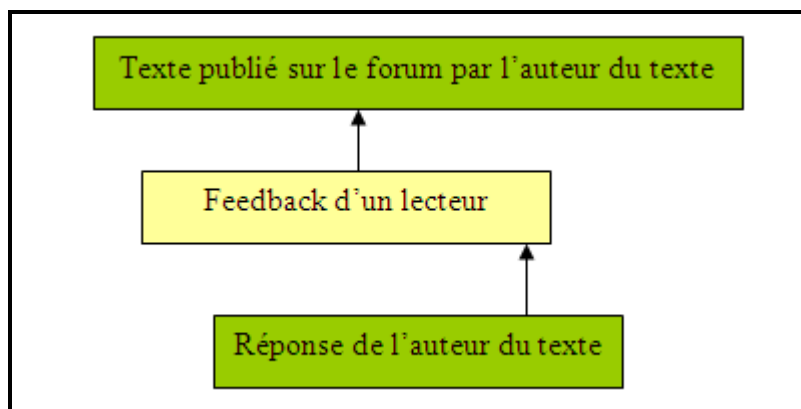 Texte publié sur le forum par l’auteur du texte
Feedback d’un lecteur
Réponse de l’auteur du texte